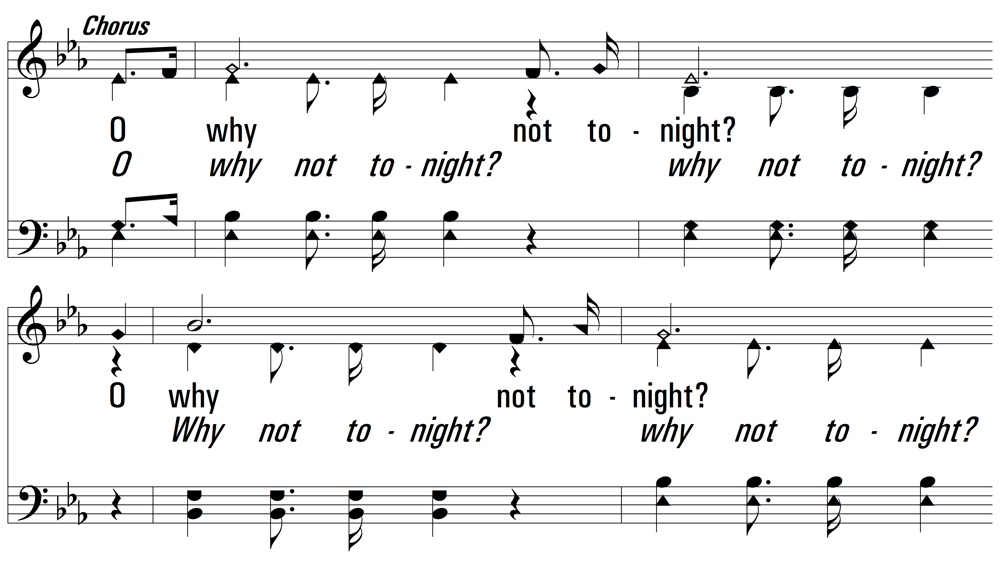 Chorus
O why not to - night?
O why not to - night? why not to - night?
O why not to - night?
Why not to - night? why not to - night?